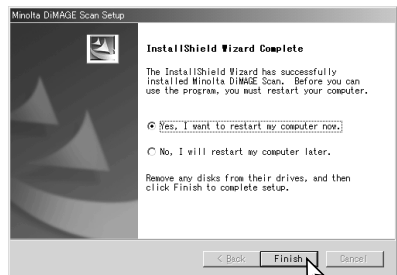 Minolta DiMAGE Scan Setup
InstallShield Wizard Complete
The InstallShield Wizard has successfully
installed Minolta DiMAGE Scan. Before you can
use the program, you must restart your computer.
Yes, I want to restart my computer now.
No, I will restart my computer later.
Remove any disks from their drives, and then
click Finish to complete setup.
< Back Finish Cancel